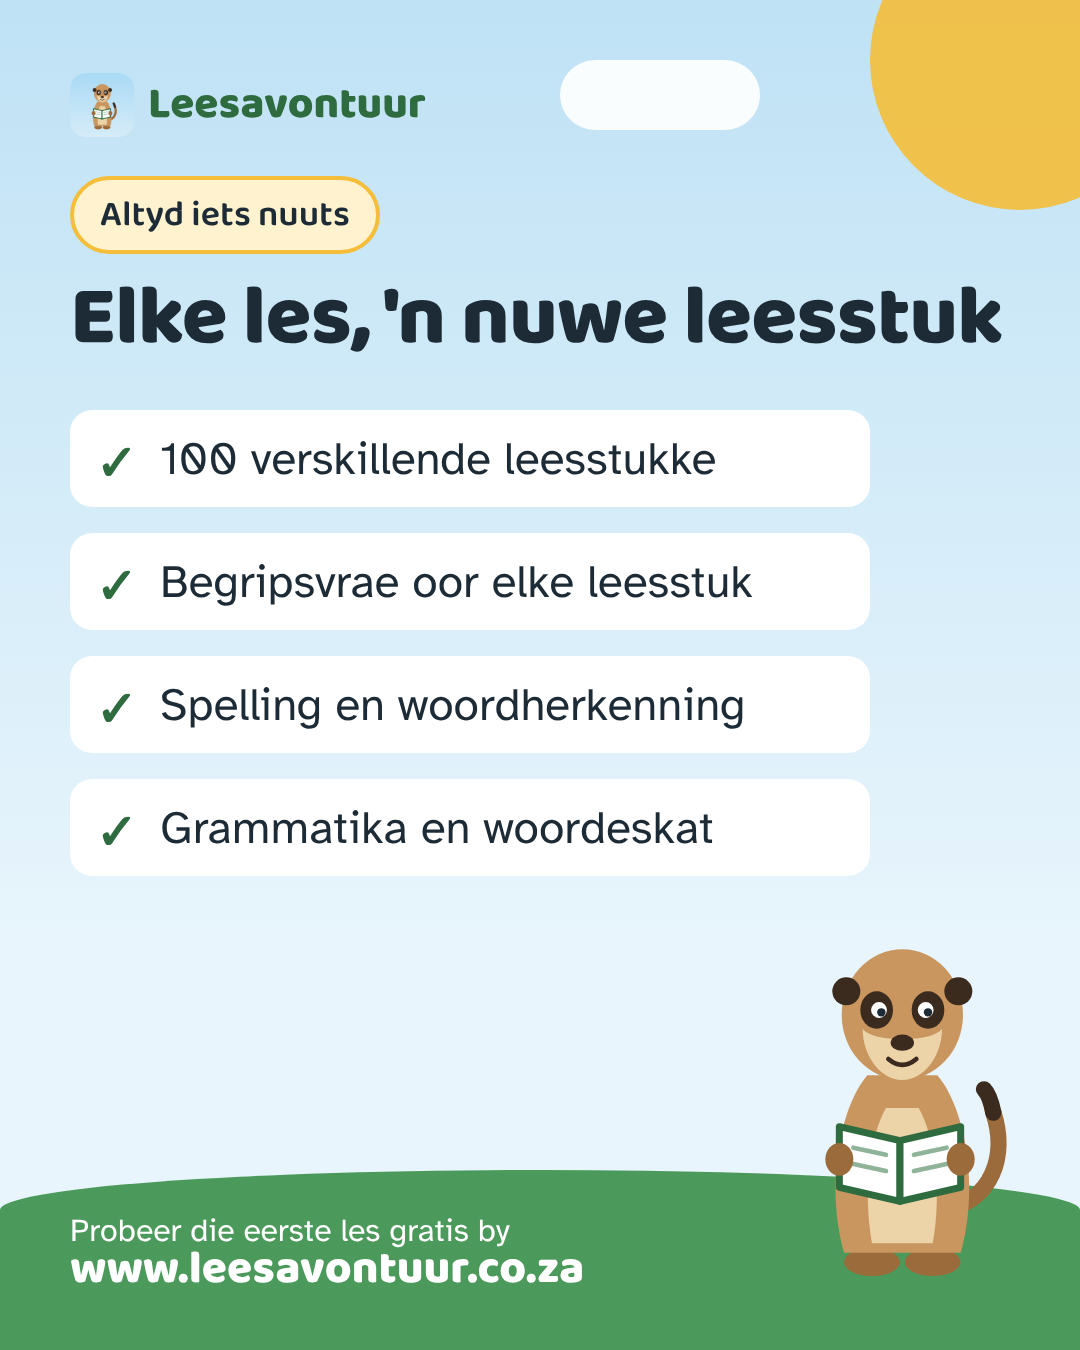 Leesavontuur
Altyd iets nuuts
Elke les, 'n nuwe leesstuk
✓ 100 verskillende leesstukke
✓ Begripsvrae oor elke leesstuk
✓ Spelling en woordherkenning
✓ Grammatika en woordeskat
Probeer die eerste les gratis by
www.leesavontuur.co.za